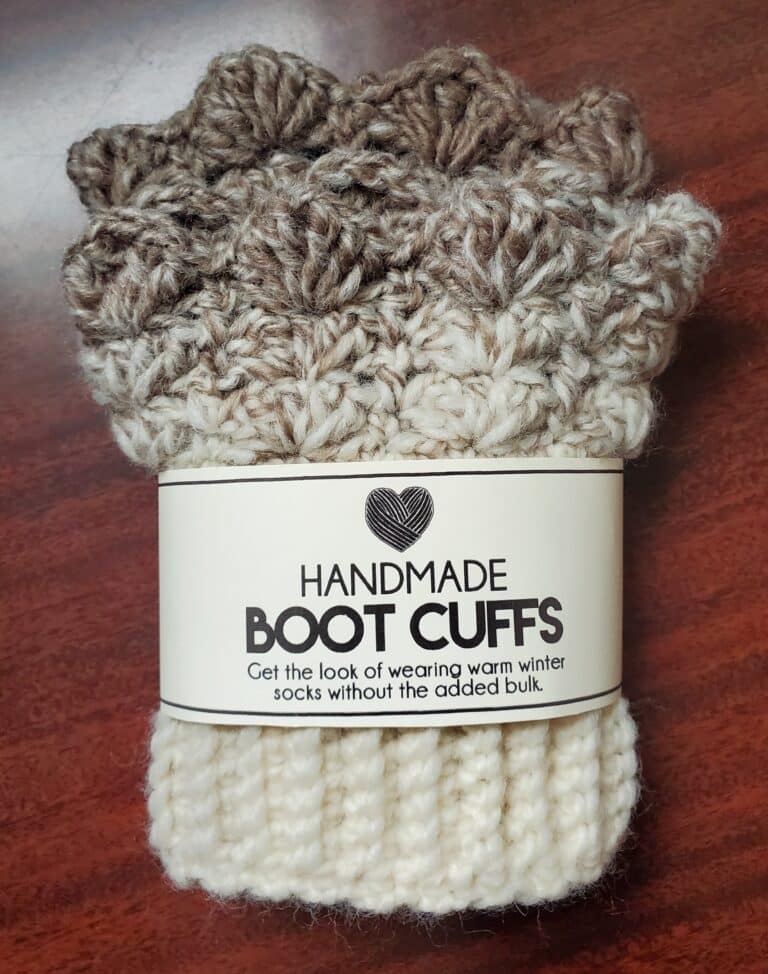 HANDMADE
BOOT CUFFS
Get the look of wearing warm winter
socks without the added bulk.